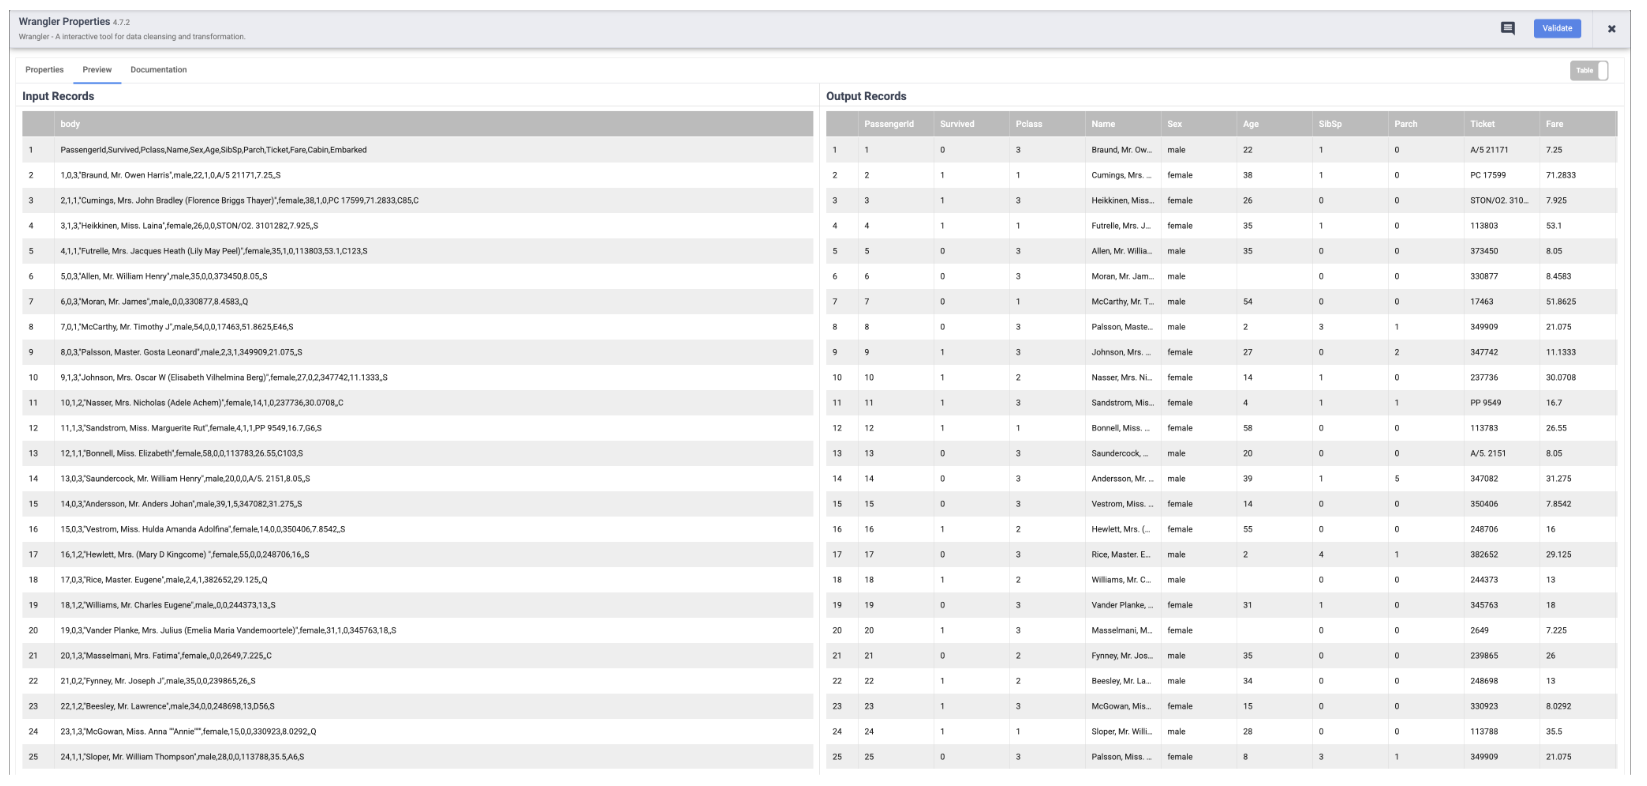 Wrangler Properties 4.7.2
Wrangler - A interactive tool for data cleansing and transformation.
Validate
Properties Preview Documentation
Table
Input Records
body
1 PassengerId,Survived,Pclass,Name,Sex,Age,SibSp,Parch,Ticket,Fare,Cabin,Embarked
2 1,0,3,"Braund, Mr. Owen Harris",male,22,1,0,A/5 21171,7.25,,S
3 2,1,1,"Cumings, Mrs. John Bradley (Florence Briggs Thayer)",female,38,1,0,PC 17599,71.2833,C85,C
4 3,1,3,"Heikkinen, Miss. Laina",female,26,0,0,STON/O2. 3101282,7.925,,S
5 4,1,1,"Futrelle, Mrs. Jacques Heath (Lily May Peel)",female,35,1,0,113803,53.1,C123,S
6 5,0,3,"Allen, Mr. William Henry",male,35,0,0,373450,8.05,,S
7 6,0,3,"Moran, Mr. James",male,,0,0,330877,8.4583,,Q
8 7,0,1,"McCarthy, Mr. Timothy J",male,54,0,0,17463,51.8625,E46,S
9 8,0,3,"Palsson, Master. Gosta Leonard",male,2,3,1,349909,21.075,,S
10 9,1,3,"Johnson, Mrs. Oscar W (Elisabeth Vilhelmina Berg)",female,27,0,2,347742,11.1333,,S
11 10,1,2,"Nasser, Mrs. Nicholas (Adele Achem)",female,14,1,0,237736,30.0708,,C
12 11,1,3,"Sandstrom, Miss. Marguerite Rut",female,4,1,1,PP 9549,16.7,G6,S
13 12,1,1,"Bonnell, Miss. Elizabeth",female,58,0,0,113783,26.55,C103,S
14 13,0,3,"Saundercock, Mr. William Henry",male,20,0,0,A/5. 2151,8.05,,S
15 14,0,3,"Andersson, Mr. Anders Johan",male,39,1,5,347082,31.275,,S
16 15,0,3,"Vestrom, Miss. Hulda Amanda Adolfina",female,14,0,0,350406,7.8542,,S
17 16,1,2,"Hewlett, Mrs. (Mary D Kingcome) ",female,55,0,0,248706,16,,S
18 17,0,3,"Rice, Master. Eugene",male,2,4,1,382652,29.125,,Q
19 18,1,2,"Williams, Mr. Charles Eugene",male,,0,0,244373,13,,S
20 19,0,3,"Vander Planke, Mrs. Julius (Emelia Maria Vandemoortele)",female,31,1,0,345763,18,,S
21 20,1,3,"Masselmani, Mrs. Fatima",female,,0,0,2649,7.225,,C
22 21,0,2,"Fynney, Mr. Joseph J",male,35,0,0,239865,26,,S
23 22,1,2,"Beesley, Mr. Lawrence",male,34,0,0,248698,13,D56,S
24 23,1,3,"McGowan, Miss. Anna ""Annie""",female,15,0,0,330923,8.0292,,Q
25 24,1,1,"Sloper, Mr. William Thompson",male,28,0,0,113788,35.5,A6,S
Output Records
PassengerId Survived Pclass Name Sex Age SibSp Parch Ticket Fare
1 1 0 3 Braund, Mr. Ow... male 22 1 0 A/5 21171 7.25
2 2 1 1 Cumings, Mrs. ... female 38 1 0 PC 17599 71.2833
3 3 1 3 Heikkinen, Miss... female 26 0 0 STON/O2. 310... 7.925
4 4 1 1 Futrelle, Mrs. J... female 35 1 0 113803 53.1
5 5 0 3 Allen, Mr. Willia... male 35 0 0 373450 8.05
6 6 0 3 Moran, Mr. Jam... male 0 0 330877 8.4583
7 7 0 1 McCarthy, Mr. T... male 54 0 0 17463 51.8625
8 8 0 3 Palsson, Maste... male 2 3 1 349909 21.075
9 9 1 3 Johnson, Mrs. ... female 27 0 2 347742 11.1333
10 10 1 2 Nasser, Mrs. Ni... female 14 1 0 237736 30.0708
11 11 1 3 Sandstrom, Mis... female 4 1 1 PP 9549 16.7
12 12 1 1 Bonnell, Miss. ... female 58 0 0 113783 26.55
13 13 0 3 Saundercock, ... male 20 0 0 A/5. 2151 8.05
14 14 0 3 Andersson, Mr. ... male 39 1 5 347082 31.275
15 15 0 3 Vestrom, Miss. ... female 14 0 0 350406 7.8542
16 16 1 2 Hewlett, Mrs. (... female 55 0 0 248706 16
17 17 0 3 Rice, Master. E... male 2 4 1 382652 29.125
18 18 1 2 Williams, Mr. C... male 0 0 244373 13
19 19 0 3 Vander Planke, ... female 31 1 0 345763 18
20 20 1 3 Masselmani, M... female 0 0 2649 7.225
21 21 0 2 Fynney, Mr. Jos... male 35 0 0 239865 26
22 22 1 2 Beesley, Mr. La... male 34 0 0 248698 13
23 23 1 3 McGowan, Mis... female 15 0 0 330923 8.0292
24 24 1 1 Sloper, Mr. Willi... male 28 0 0 113788 35.5
25 25 0 3 Palsson, Miss. ... female 8 3 1 349909 21.075